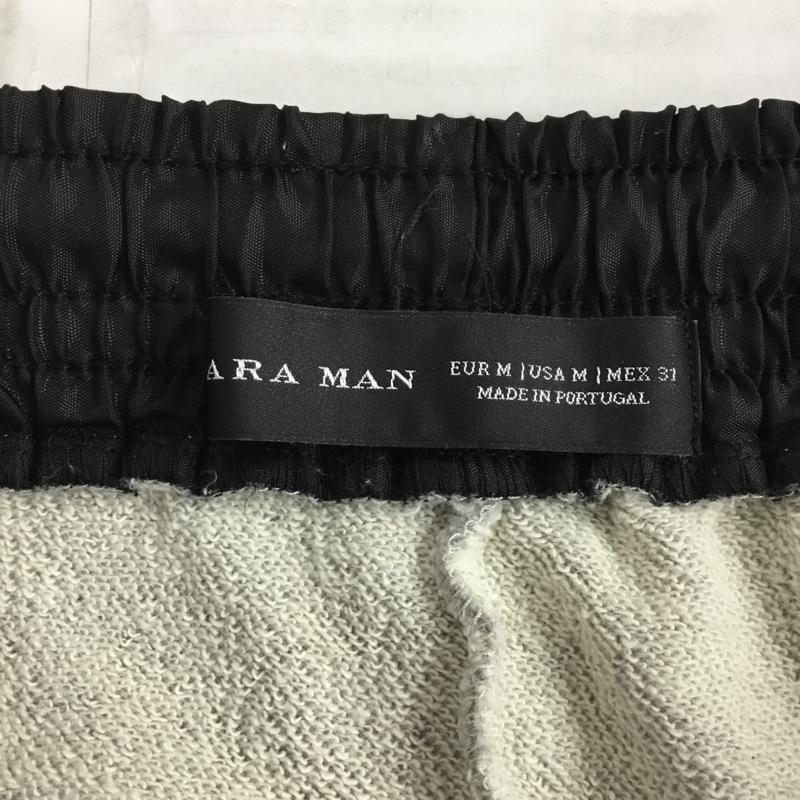 ARA MAN
EUR M | USA M | MEX 31
MADE IN PORTUGAL